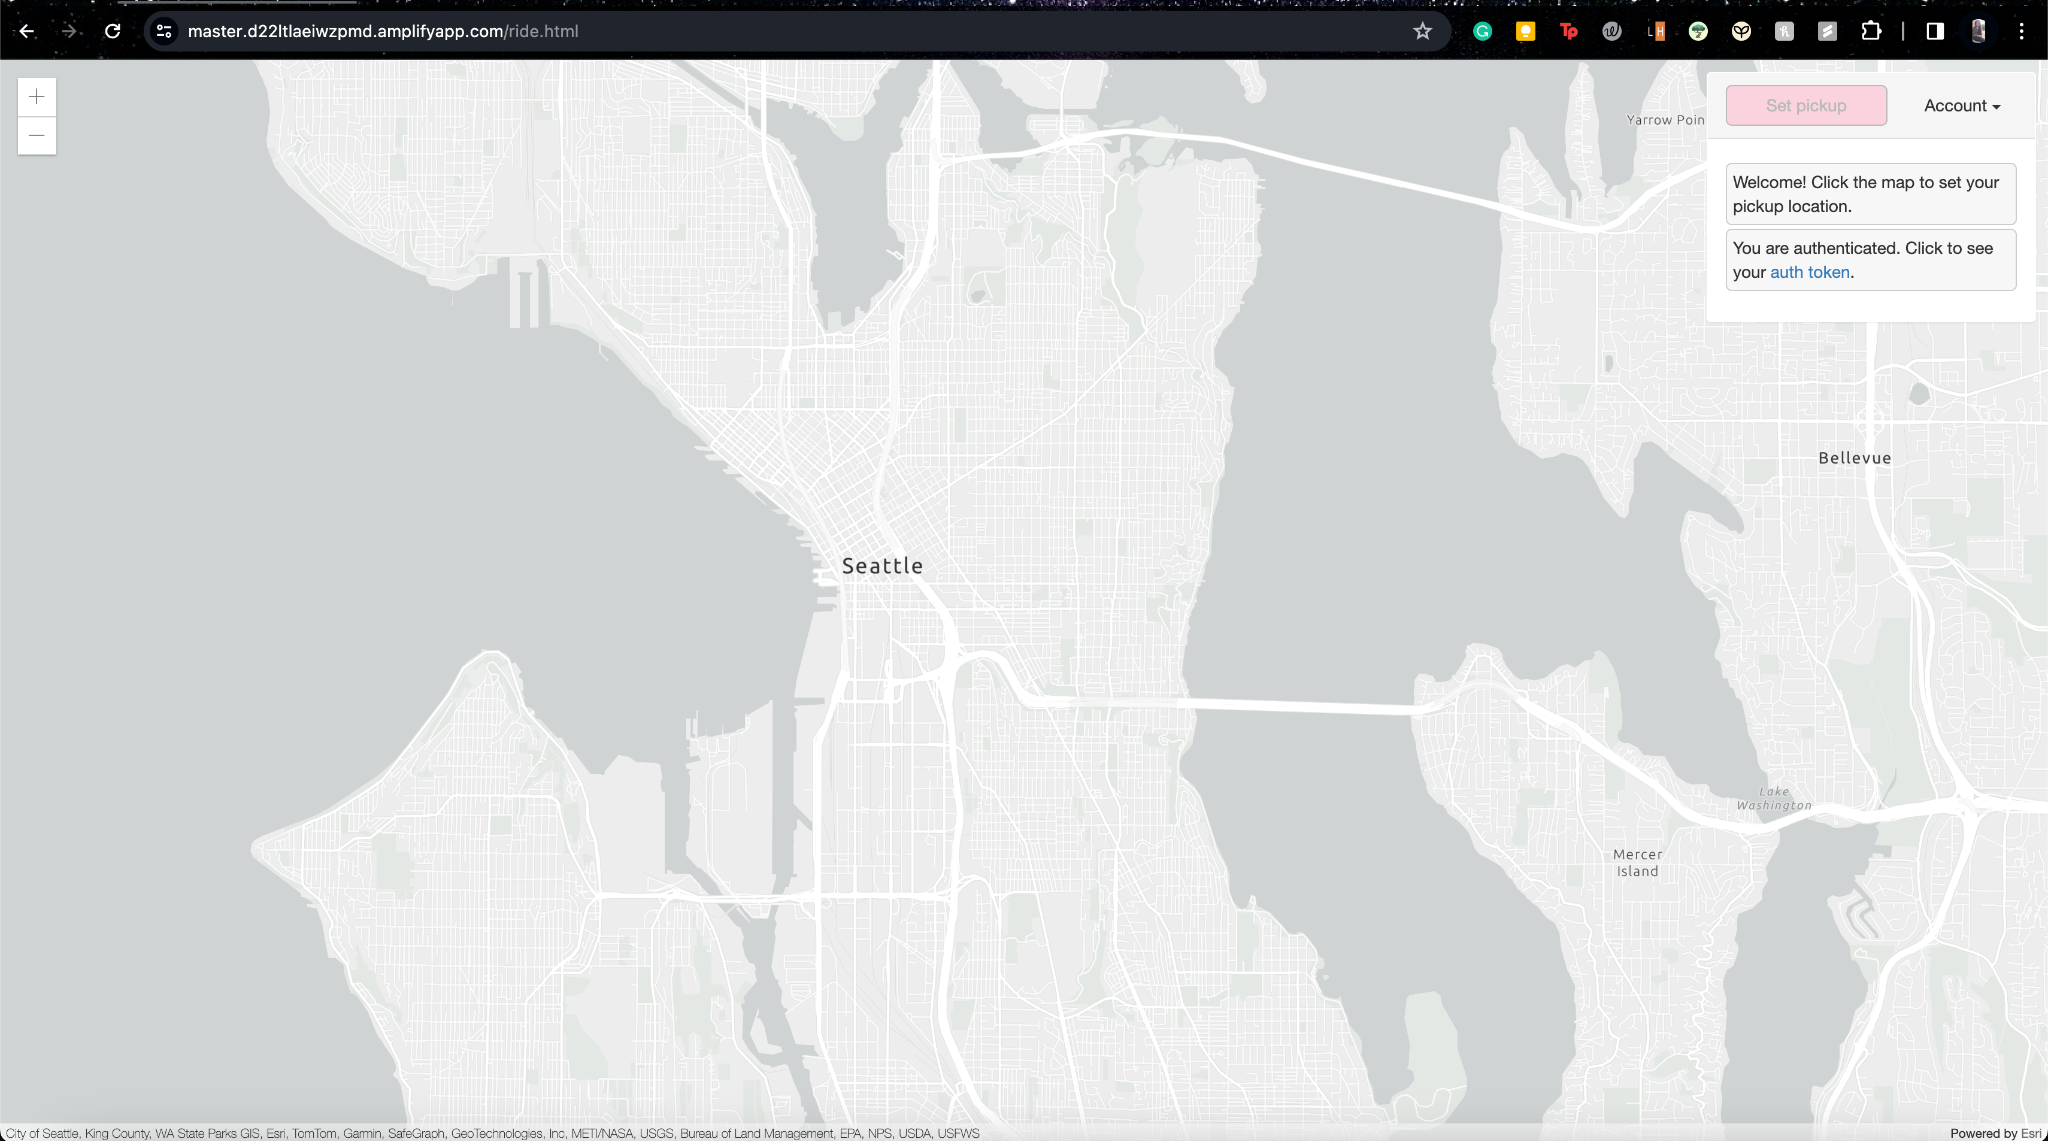 master.d22ltlaeiwzpmd.amplifyapp.com/ride.html
Set pickup
Account
Yarrow Poin
Welcome! Click the map to set your
pickup location.
You are authenticated. Click to see
your auth token.
Bellevue
Seattle
Lake
Washington
Mercer
Island
City of Seattle, King County, WA State Parks GIS, Esri, TomTom, Garmin, SafeGraph, GeoTechnologies, Inc, METI/NASA, USGS, Bureau of Land Management, EPA, NPS, USDA, USFWS
Powered by Esri